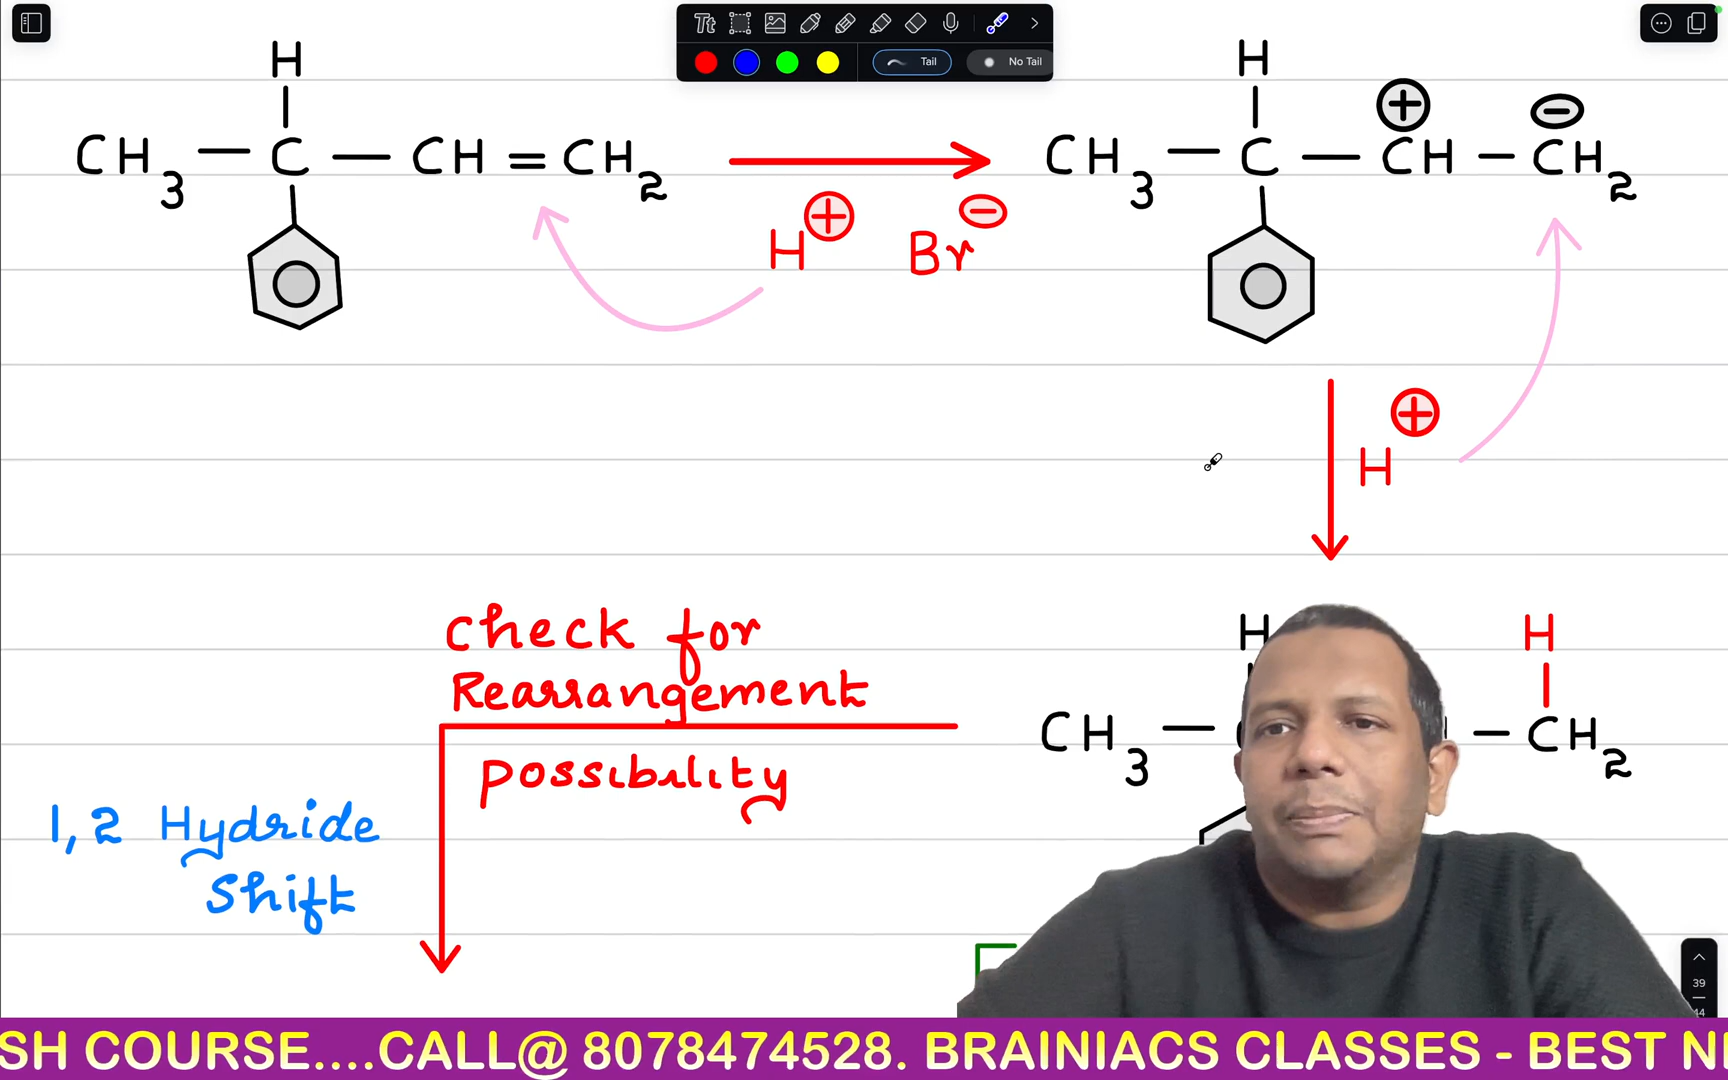 Tt Tail No Tail
H
CH3 — C — CH = CH2
H⊕ Br⊖
H ⊕ ⊖
CH3 — C — CH — CH2
H⊕
Check for
Rearrangement
possibility
1,2 Hydride
Shift
H H
CH3 — — CH2
39
44
SH COURSE....CALL@ 8078474528. BRAINIACS CLASSES - BEST N